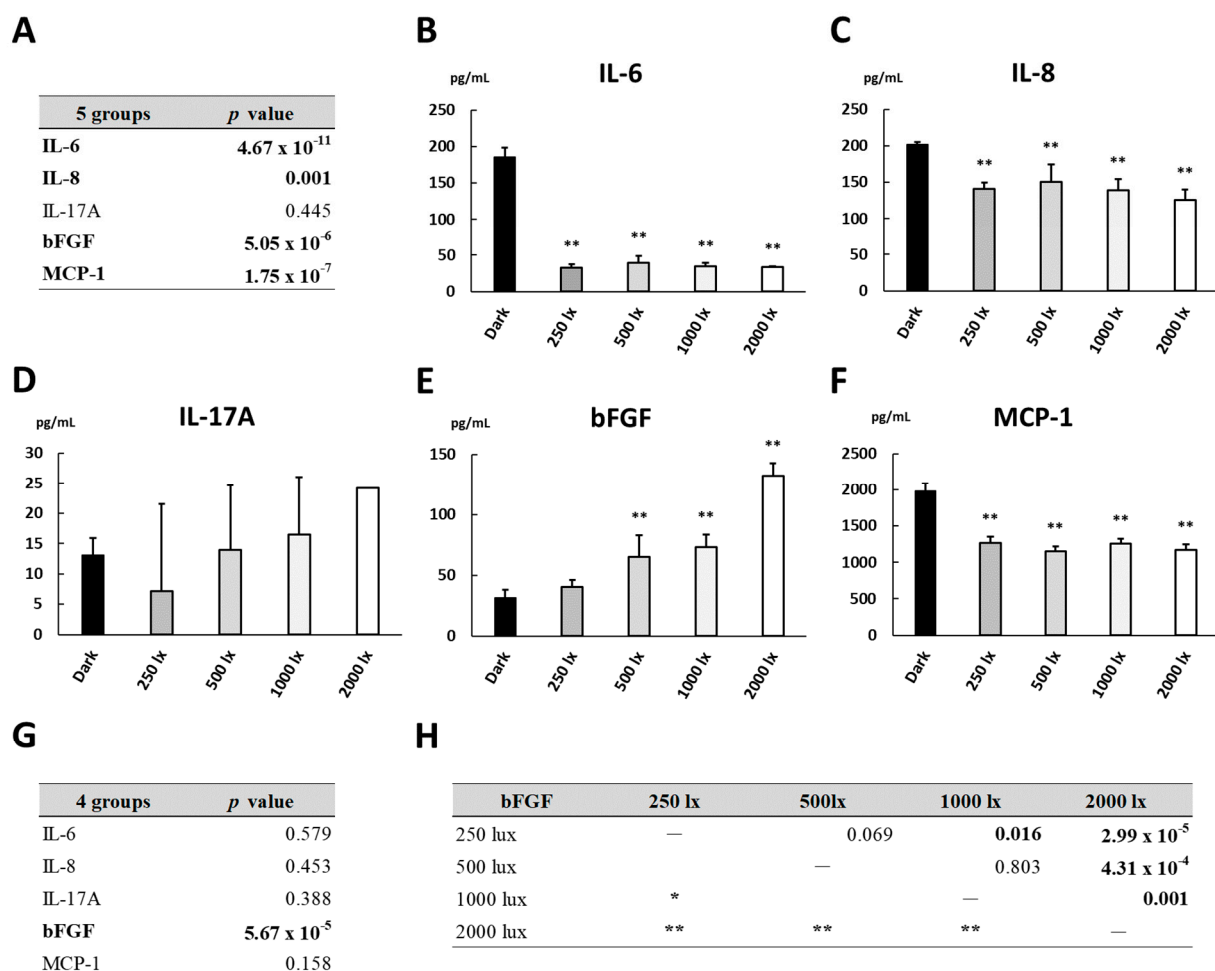 A
5 groups p value
IL-6 4.67 x 10^-11
IL-8 0.001
IL-17A 0.445
bFGF 5.05 x 10^-6
MCP-1 1.75 x 10^-7
B
IL-6
pg/mL
250
200
150
100
50
0
** ** ** **
Dark 250 lx 500 lx 1000 lx 2000 lx
C
IL-8
pg/mL
250
200
150
100
50
0
** ** ** **
Dark 250 lx 500 lx 1000 lx 2000 lx
D
IL-17A
pg/mL
30
25
20
15
10
5
0
Dark 250 lx 500 lx 1000 lx 2000 lx
E
bFGF
pg/mL
150
100
50
0
** ** **
Dark 250 lx 500 lx 1000 lx 2000 lx
F
MCP-1
pg/mL
2500
2000
1500
1000
500
0
** ** ** **
Dark 250 lx 500 lx 1000 lx 2000 lx
G
4 groups p value
IL-6 0.579
IL-8 0.453
IL-17A 0.388
bFGF 5.67 x 10^-5
MCP-1 0.158
H
bFGF 250 lx 500lx 1000 lx 2000 lx
250 lux — 0.069 0.016 2.99 x 10^-5
500 lux — 0.803 4.31 x 10^-4
1000 lux * — 0.001
2000 lux ** ** ** —